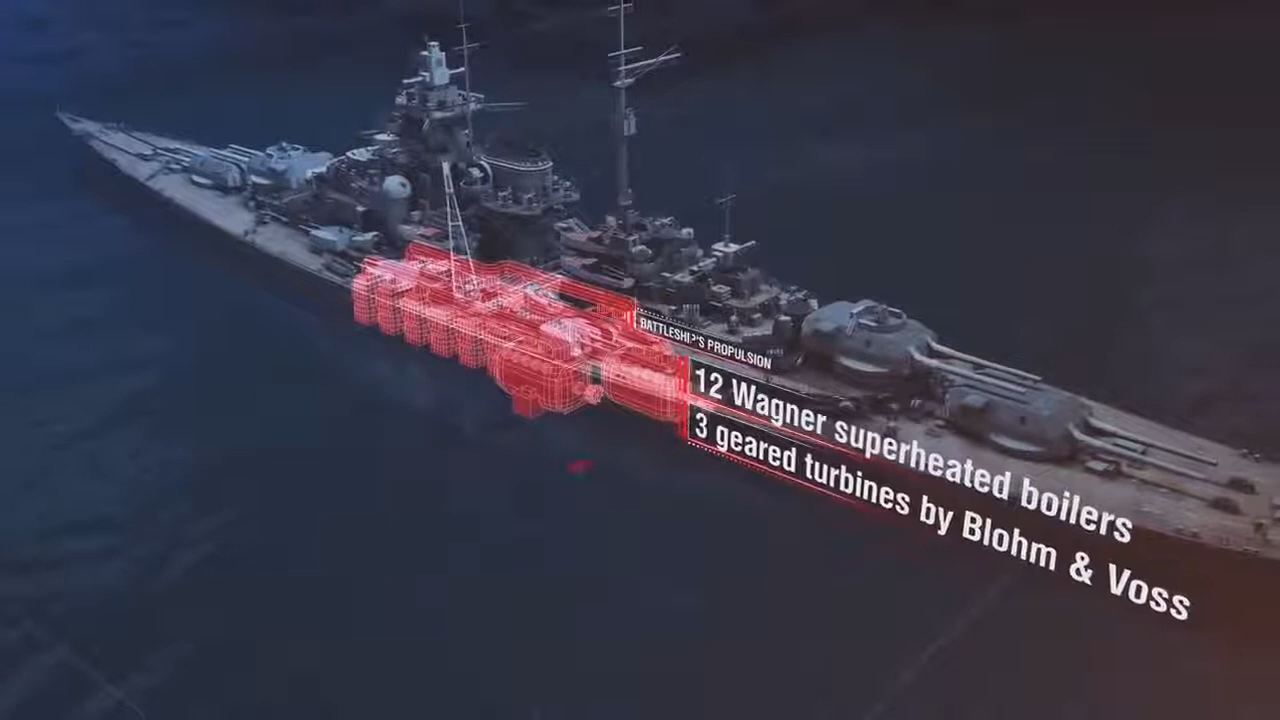 BATTLESHIP'S PROPULSION
12 Wagner superheated boilers
3 geared turbines by Blohm & Voss